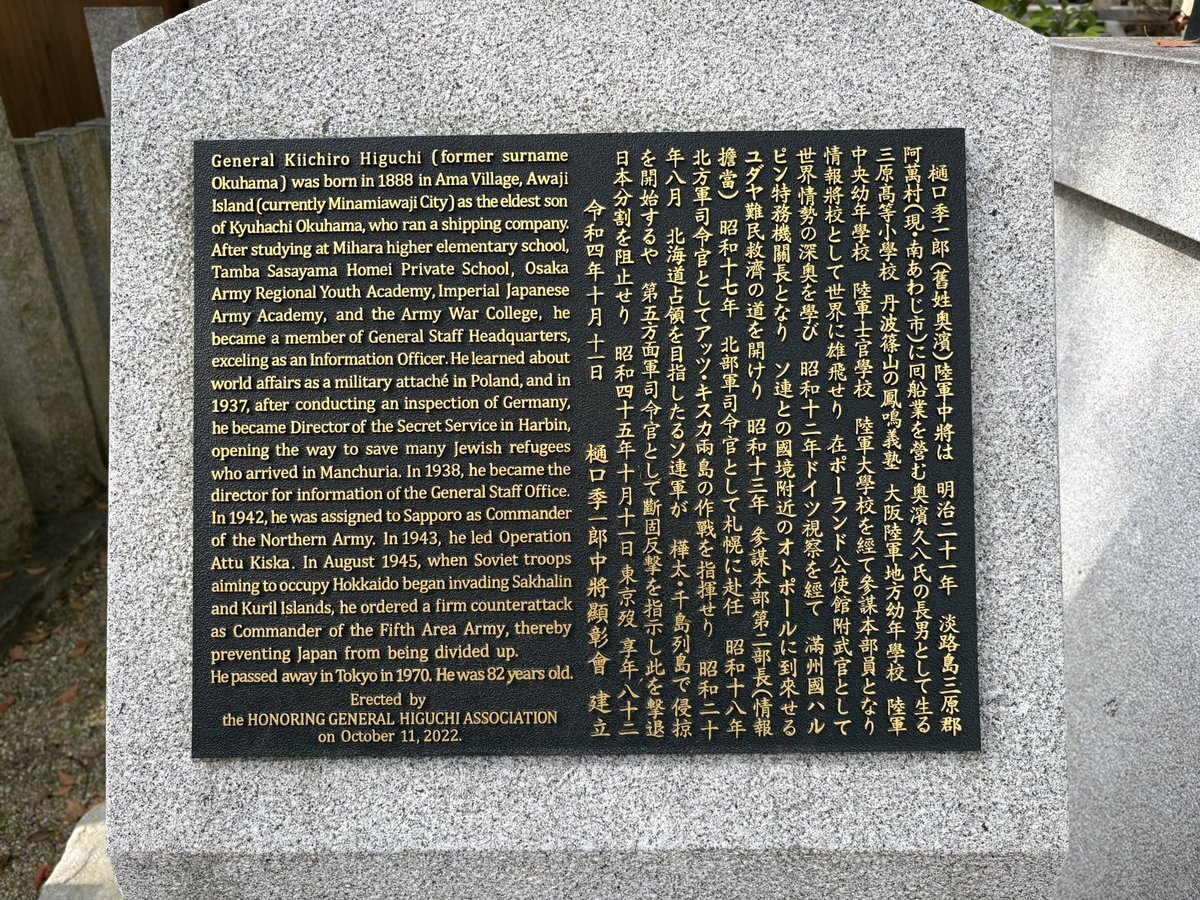 General Kiichiro Higuchi (former surname
Okuhama) was born in 1888 in Ama Village, Awaji
Island (currently Minamiawaji City) as the eldest son
of Kyuhachi Okuhama, who ran a shipping company.
After studying at Mihara higher elementary school,
Tamba Sasayama Homei Private School, Osaka
Army Regional Youth Academy, Imperial Japanese
Army Academy, and the Army War College, he
became a member of General Staff Headquarters,
exceling as an Information Officer. He learned about
world affairs as a military attaché in Poland, and in
1937, after conducting an inspection of Germany,
he became Director of the Secret Service in Harbin,
opening the way to save many Jewish refugees
who arrived in Manchuria. In 1938, he became the
director for information of the General Staff Office.
In 1942, he was assigned to Sapporo as Commander
of the Northern Army. In 1943, he led Operation
Attu Kiska. In August 1945, when Soviet troops
aiming to occupy Hokkaido began invading Sakhalin
and Kuril Islands, he ordered a firm counterattack
as Commander of the Fifth Area Army, thereby
preventing Japan from being divided up.
He passed away in Tokyo in 1970. He was 82 years old.
Erected by
the HONORING GENERAL HIGUCHI ASSOCIATION
on October 11, 2022.
樋口季一郎(舊姓奥濱)陸軍中將は 明治二十一年 淡路島三原郡
阿萬村(現・南あわじ市)に回船業を營む奥濱久八氏の長男として生る
三原高等小學校 丹波篠山の鳳鳴義塾 大阪陸軍地方幼年學校 陸軍
中央幼年學校 陸軍士官學校 陸軍大學校を經て參謀本部員となり
情報將校として世界に雄飛せり 在ポーランド公使館附武官として
世界情勢の深奥を學び 昭和十二年ドイツ視察を經て 滿州國ハル
ピン特務機關長となり ソ連との國境附近のオトポールに到來せる
ユダヤ難民救濟の道を開けり 昭和十三年 參謀本部第二部長(情報
擔當) 昭和十七年 北部軍司令官として札幌に赴任 昭和十八年
北方軍司令官としてアッツ・キスカ兩島の作戰を指揮せり 昭和二十
年八月 北海道占領を目指したるソ連軍が 樺太・千島列島で侵掠
を開始するや 第五方面軍司令官として斷固反撃を指示し此を撃退
日本分割を阻止せり 昭和四十五年十月十一日東京歿 享年八十二
令和四年十月十一日 樋口季一郎中將顯彰會 建立